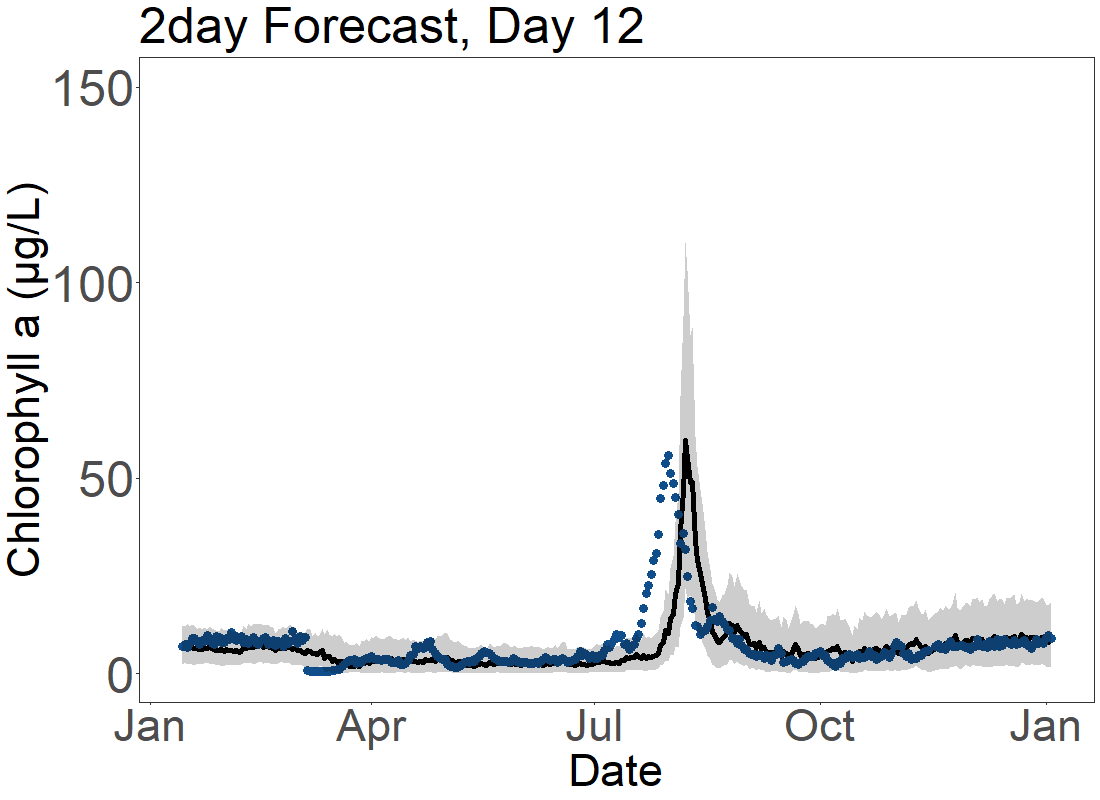 2day Forecast, Day 12
Chlorophyll a (µg/L)
150
100
50
0
Jan Apr Jul Oct Jan
Date